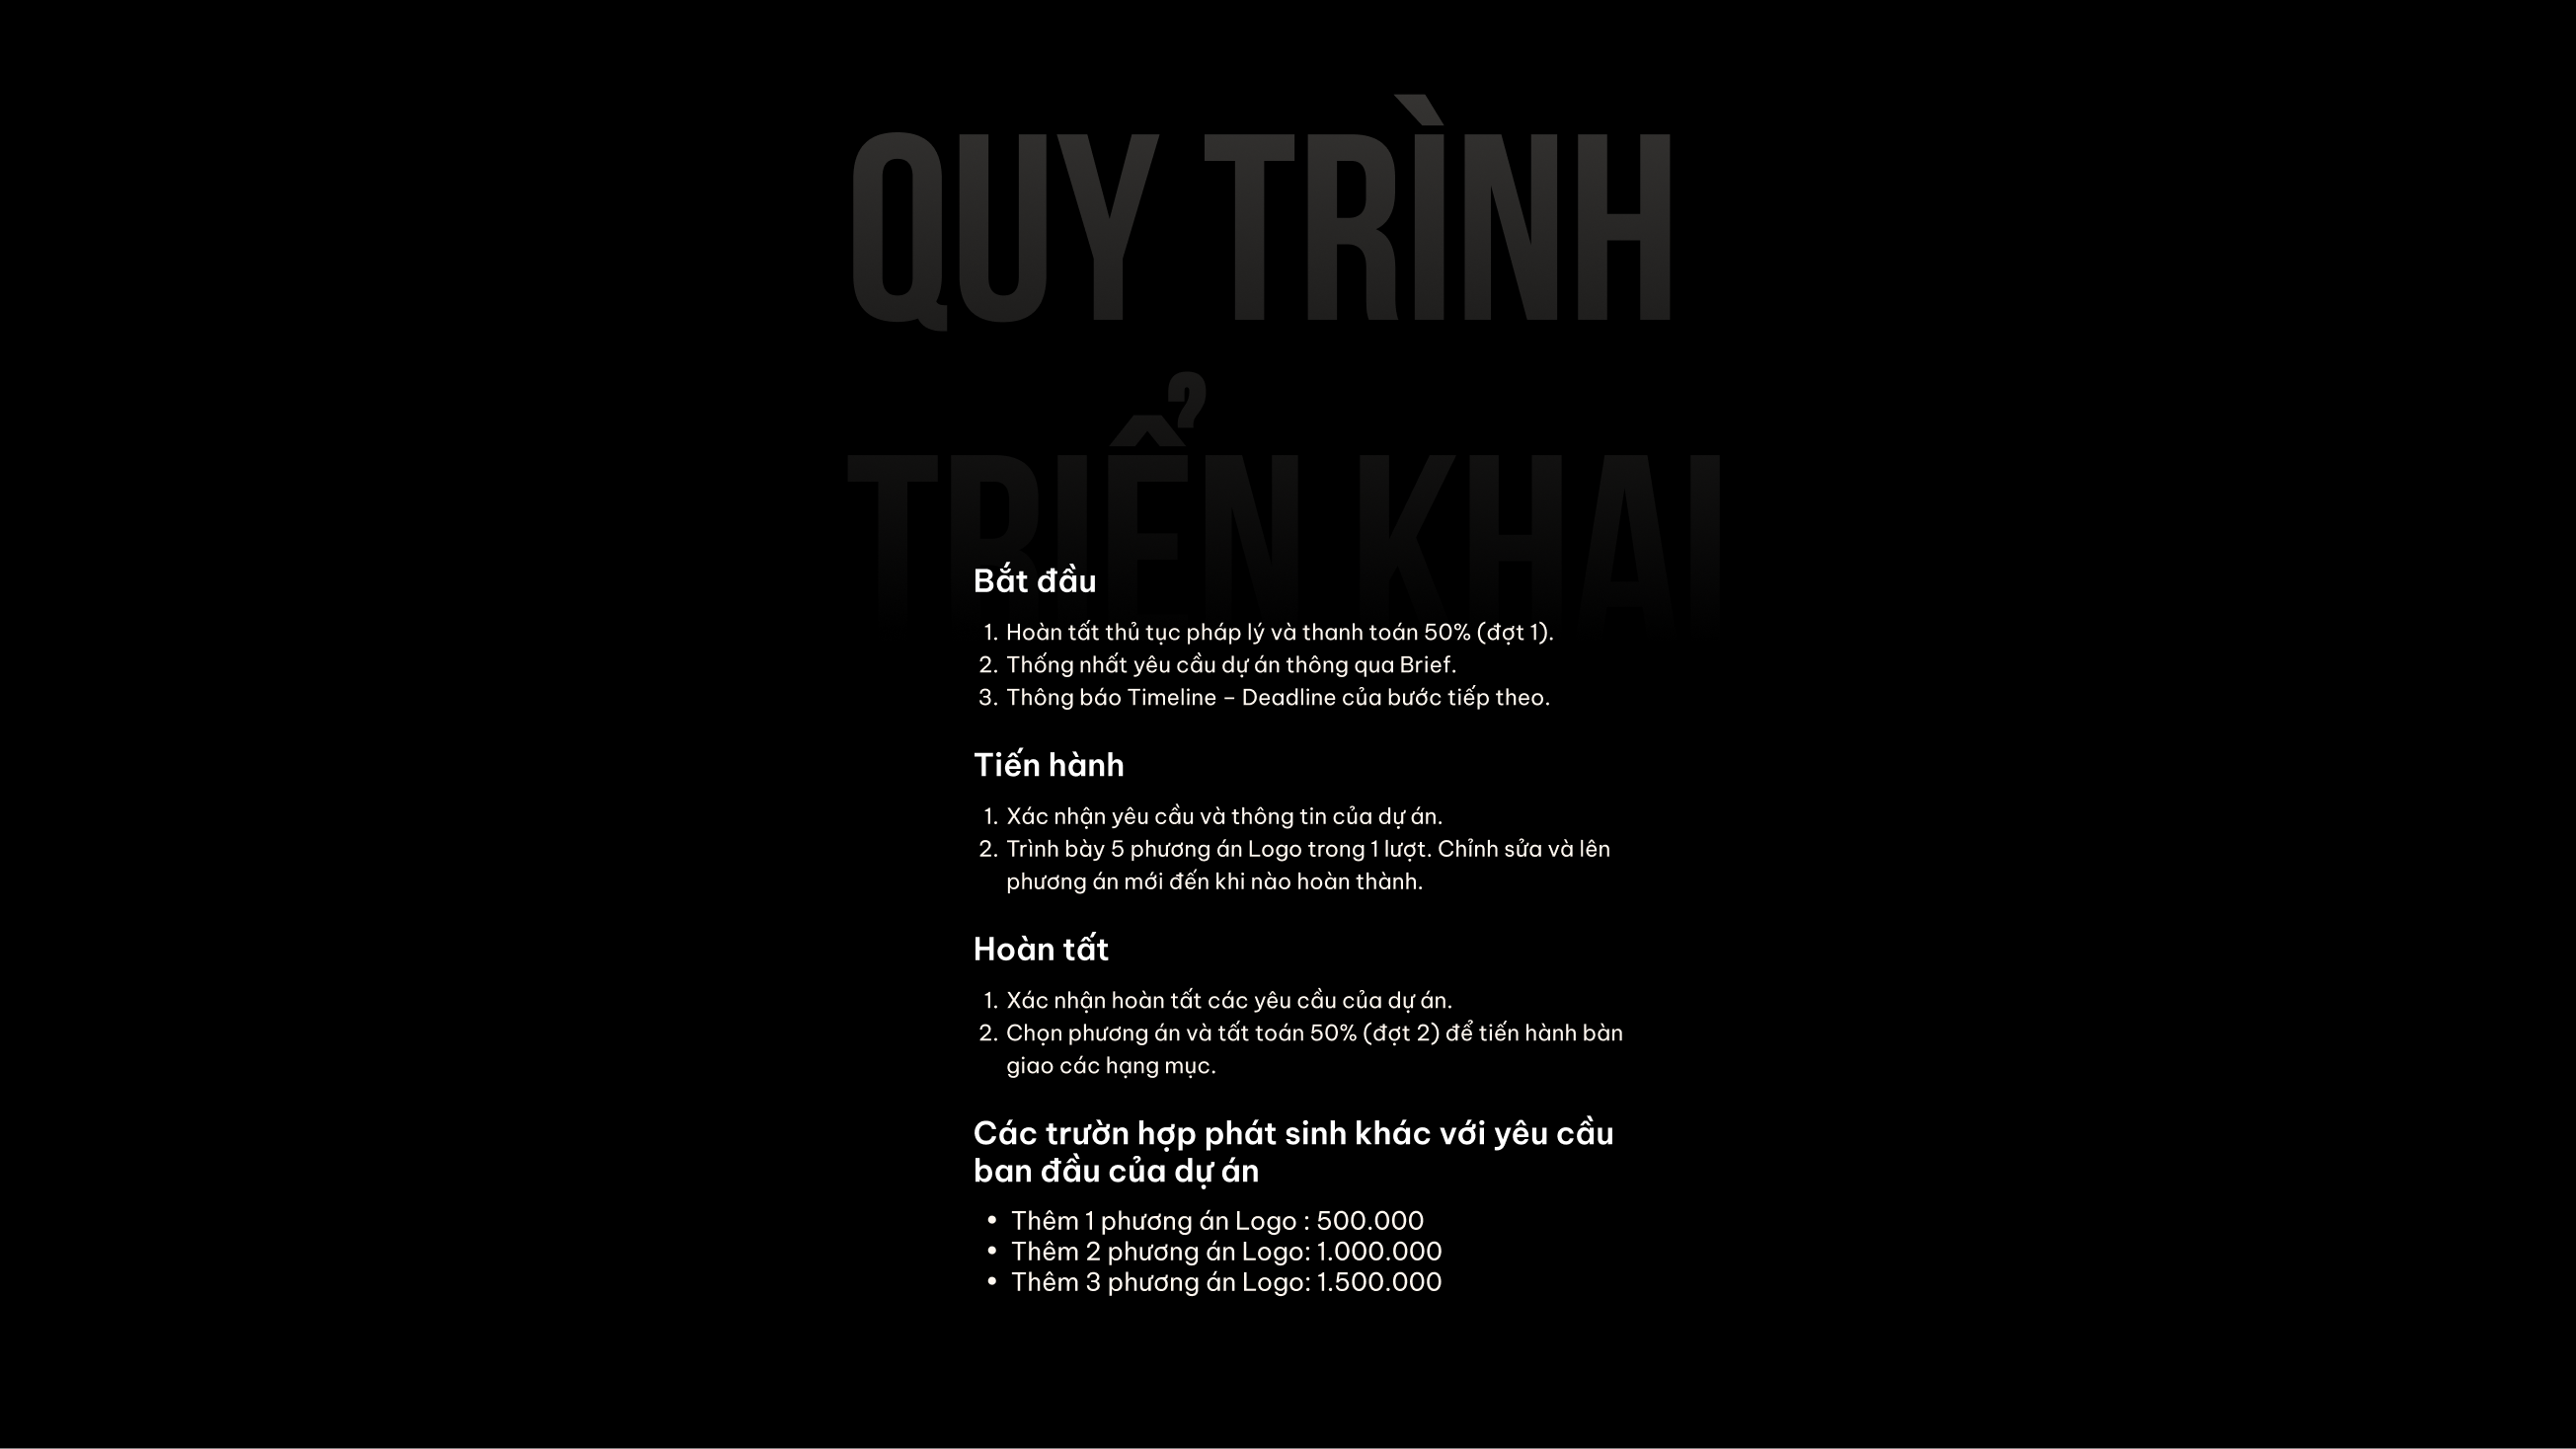 QUY TRÌNH
TRIỂN KHAI
Bắt đầu
1. Hoàn tất thủ tục pháp lý và thanh toán 50% (đợt 1).
2. Thống nhất yêu cầu dự án thông qua Brief.
3. Thông báo Timeline – Deadline của bước tiếp theo.
Tiến hành
1. Xác nhận yêu cầu và thông tin của dự án.
2. Trình bày 5 phương án Logo trong 1 lượt. Chỉnh sửa và lên
phương án mới đến khi nào hoàn thành.
Hoàn tất
1. Xác nhận hoàn tất các yêu cầu của dự án.
2. Chọn phương án và tất toán 50% (đợt 2) để tiến hành bàn
giao các hạng mục.
Các trườn hợp phát sinh khác với yêu cầu
ban đầu của dự án
• Thêm 1 phương án Logo : 500.000
• Thêm 2 phương án Logo: 1.000.000
• Thêm 3 phương án Logo: 1.500.000